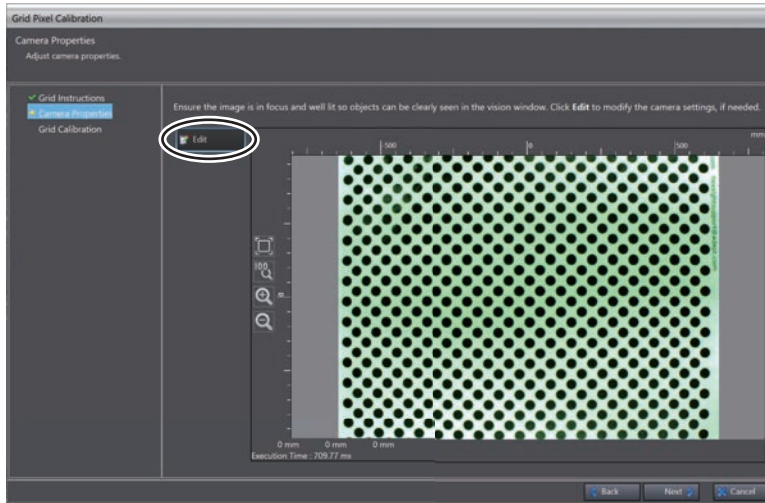 Grid Pixel Calibration
Camera Properties
Adjust camera properties.
Grid Instructions
Camera Properties
Grid Calibration
Ensure the image is in focus and well lit so objects can be clearly seen in the vision window. Click Edit to modify the camera settings, if needed.
Edit
mm
-500
0
500
100
0
0 mm 0 mm 0 mm
Execution Time : 709.77 ms
Back Next Cancel